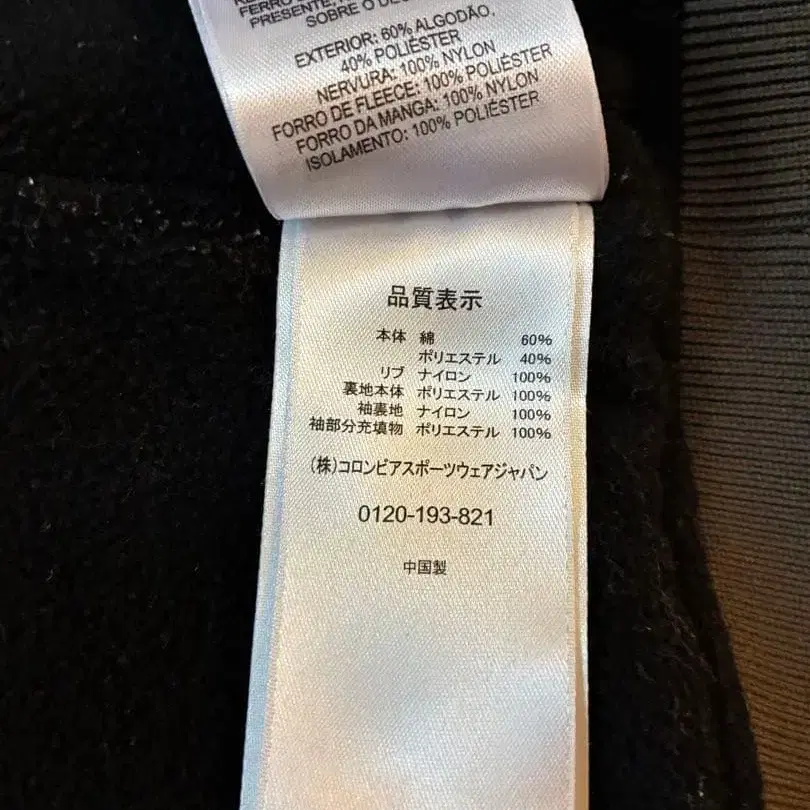 FERRO
PRESENTE,
SOBRE O
EXTERIOR: 60% ALGODÃO,
40% POLIÉSTER
NERVURA: 100% NYLON
FORRO DE FLEECE: 100% POLIÉSTER
FORRO DA MANGA: 100% NYLON
ISOLAMENTO: 100% POLIÉSTER
品質表示
本体 綿 60%
ポリエステル 40%
リブ ナイロン 100%
裏地本体 ポリエステル 100%
袖裏地 ナイロン 100%
袖部分充填物 ポリエステル 100%
(株)コロンビアスポーツウェアジャパン
0120-193-821
中国製